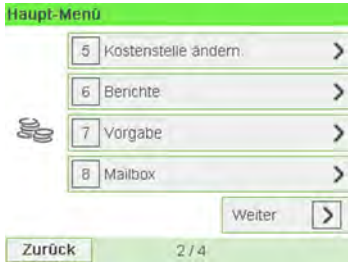 Haupt-Menü
5 Kostenstelle ändern
6 Berichte
7 Vorgabe
8 Mailbox
Weiter
Zurück 2/4